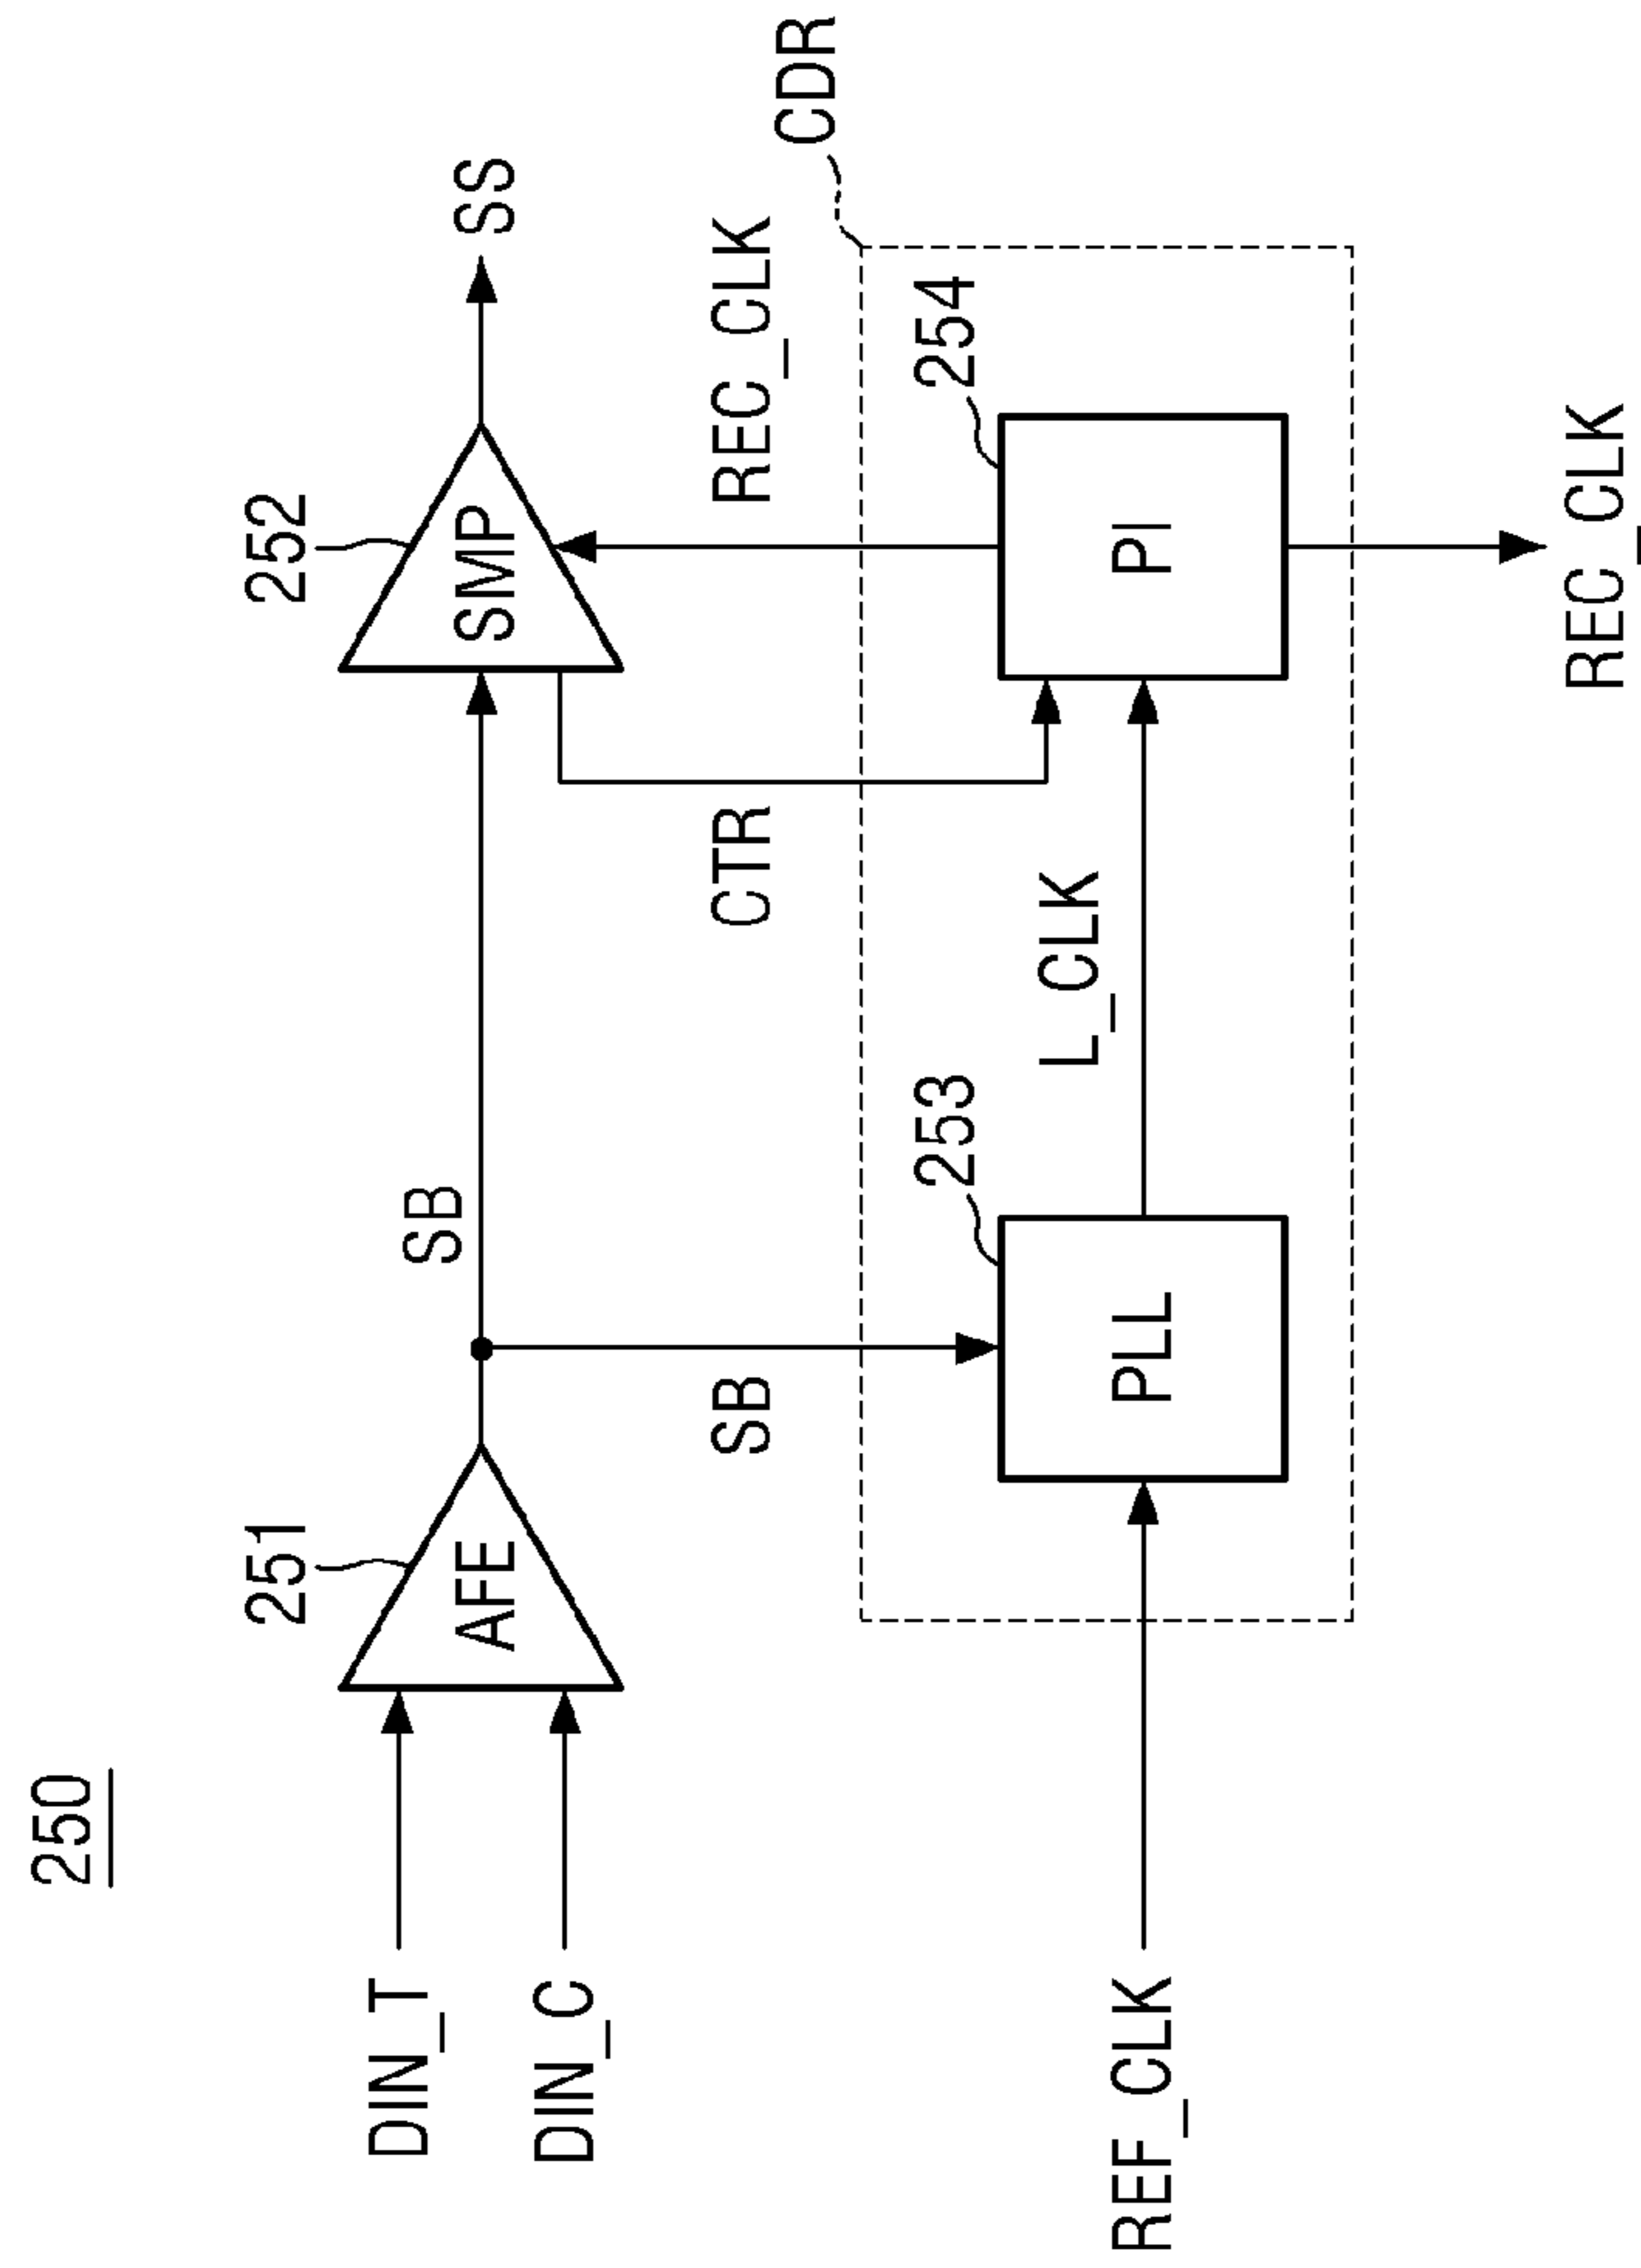 250
251
252
DIN_T
AFE
SB
SMP
SS
DIN_C
SB
CTR
REC_CLK
CDR
253
254
L_CLK
REF_CLK
PLL
PI
REC_CLK